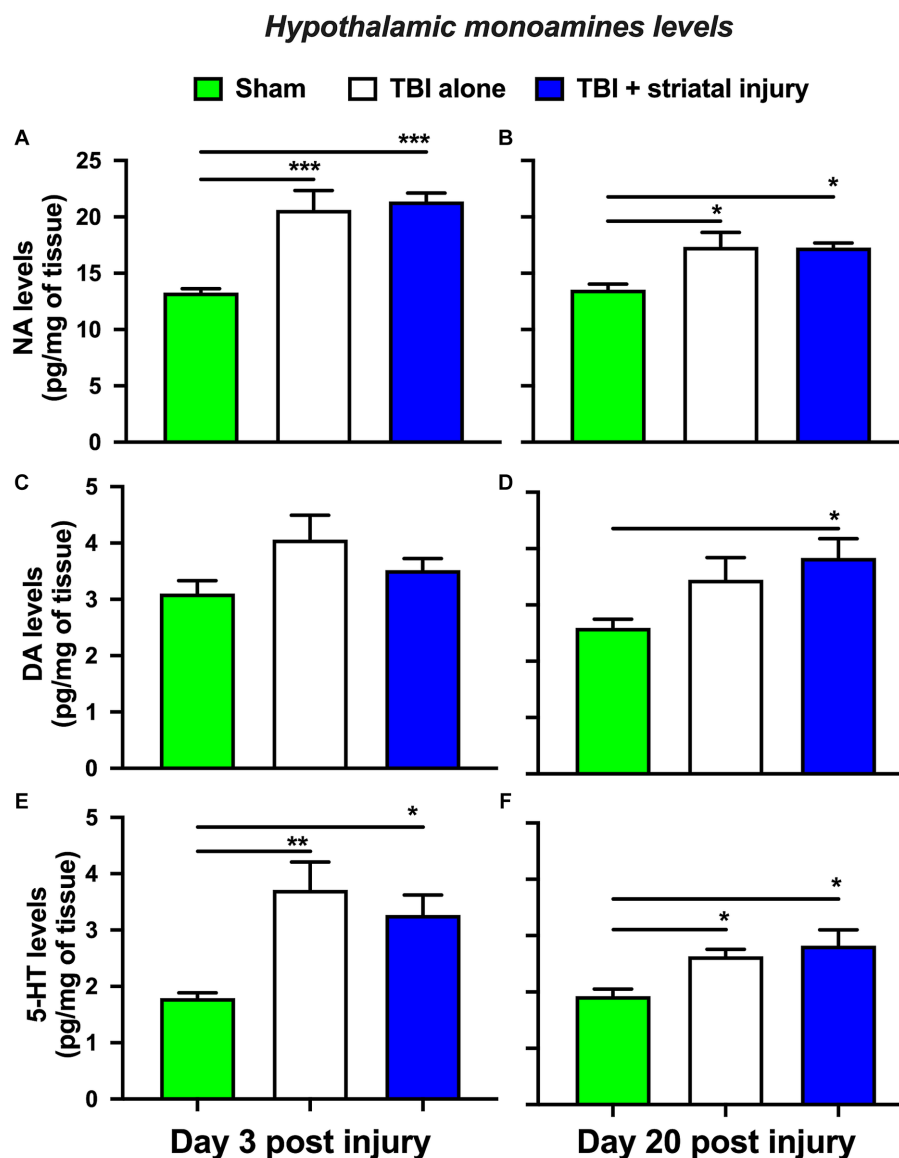 Hypothalamic monoamines levels
Sham TBI alone TBI + striatal injury
A
B
***
***
*
*
25
20
15
10
5
0
NA levels
(pg/mg of tissue)
C
D
*
5
4
3
2
1
0
DA levels
(pg/mg of tissue)
E
F
*
**
*
*
5
4
3
2
1
0
5-HT levels
(pg/mg of tissue)
Day 3 post injury Day 20 post injury